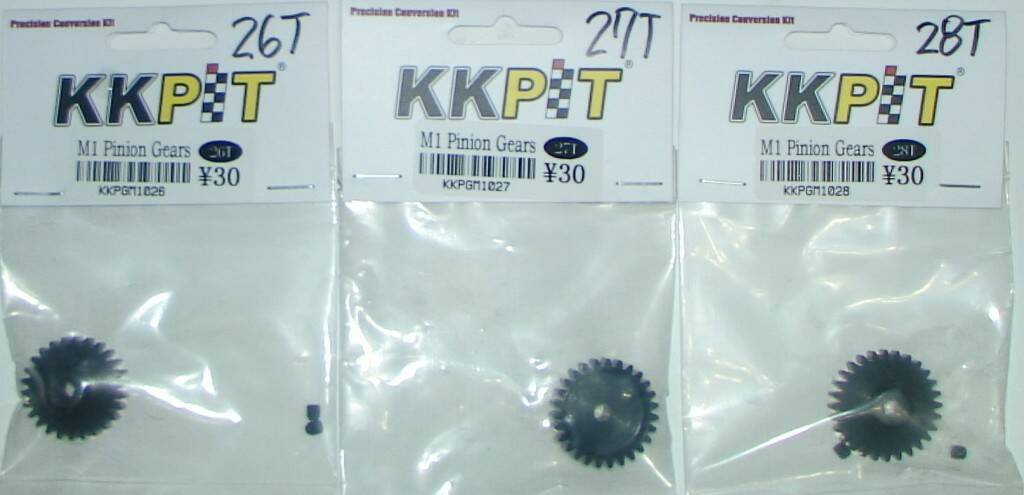 Precision Conversion Kit
26T
KKPIT®
M1 Pinion Gears 26T
¥30
KKPGM1026
Precision Conversion Kit
27T
KKPIT®
M1 Pinion Gears 27T
¥30
KKPGM1027
Precision Conversion Kit
28T
KKPIT®
M1 Pinion Gears 28T
¥30
KKPGM1028